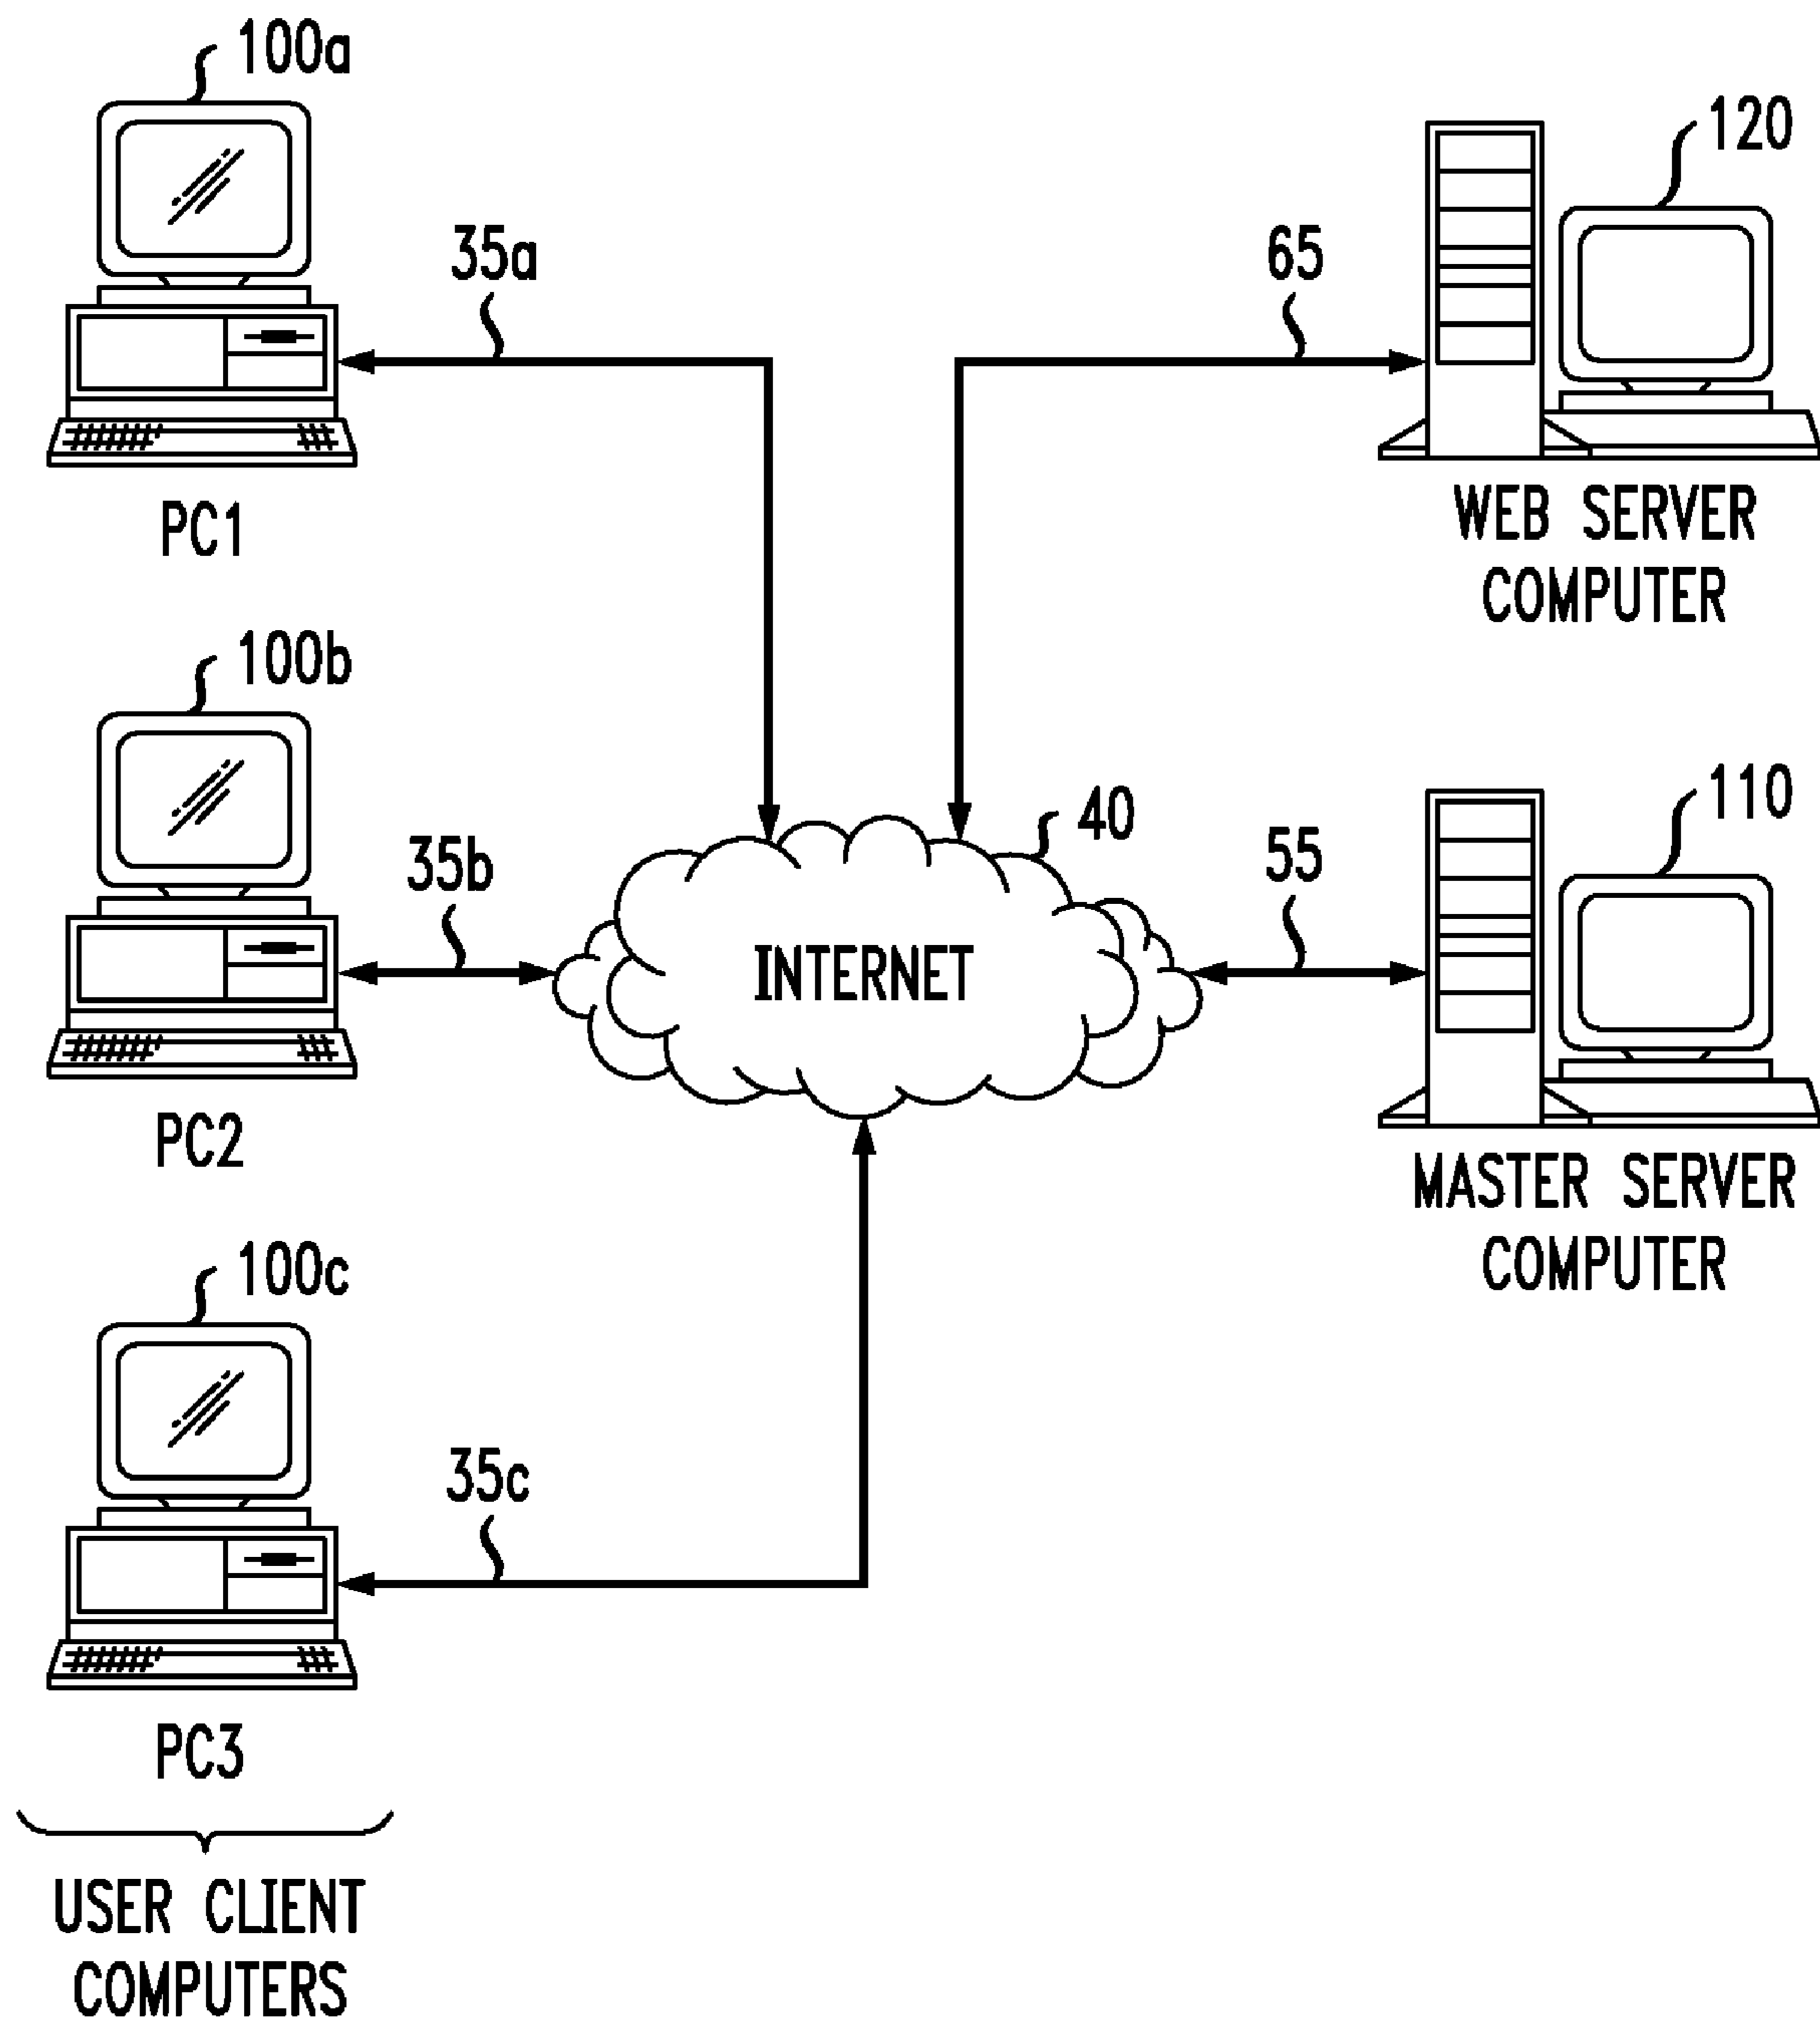 100a
120
35a
65
PC1
WEB SERVER
COMPUTER
100b
110
40
35b
55
INTERNET
PC2
MASTER SERVER
COMPUTER
100c
35c
PC3
USER CLIENT
COMPUTERS